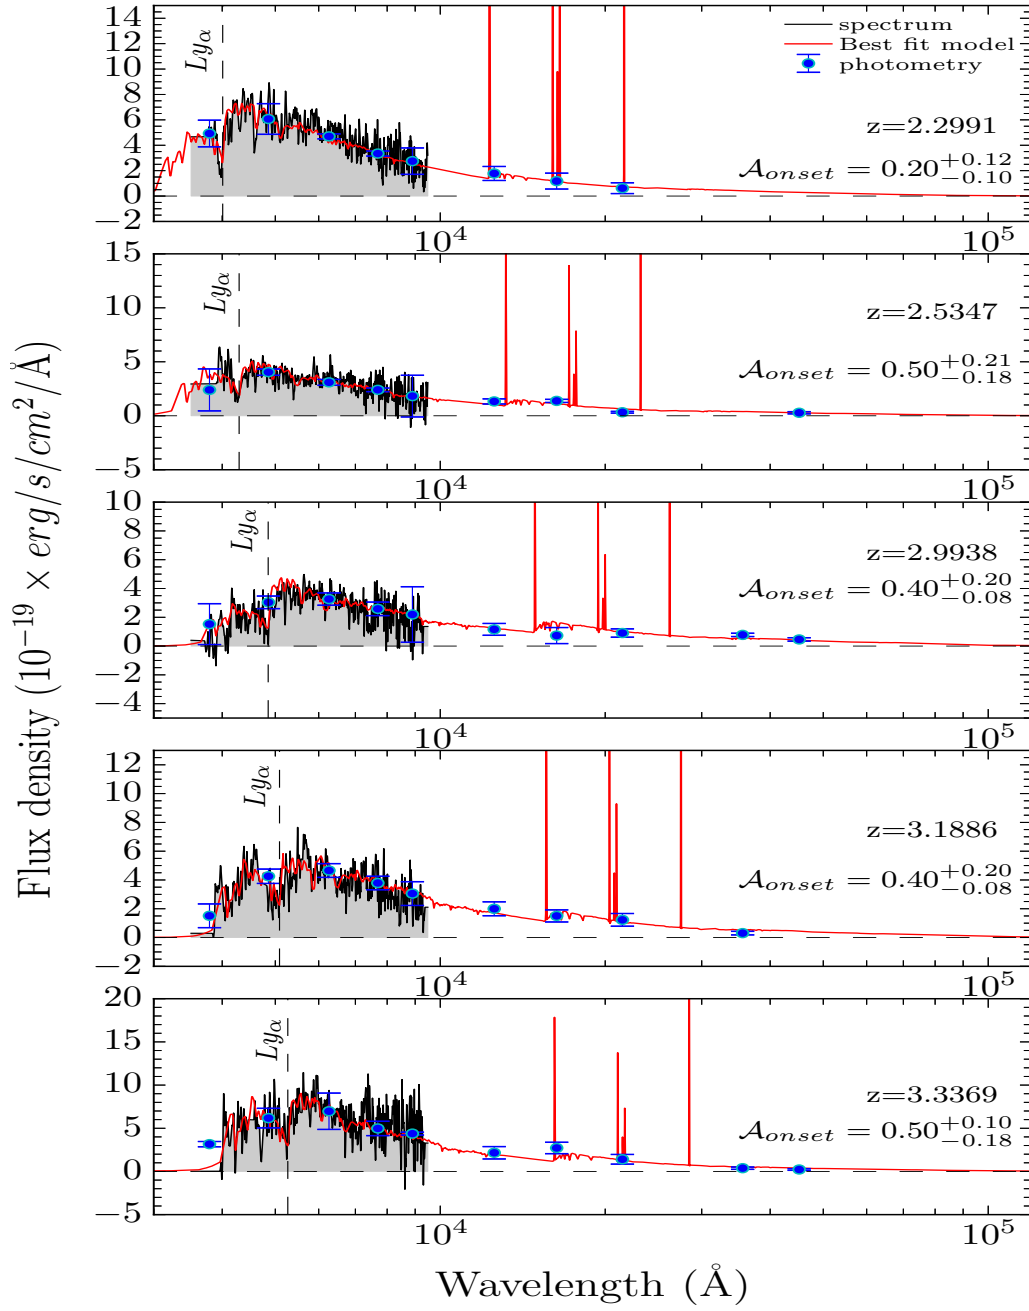 Flux density (10⁻¹⁹ × erg/s/cm²/Å)
14
12
10
8
6
4
2
0
−2
Lyα
spectrum
Best fit model
photometry
z=2.2991
𝒜onset = 0.20 +0.12 −0.10
10⁴ 10⁵
15
10
5
0
−5
Lyα
z=2.5347
𝒜onset = 0.50 +0.21 −0.18
10⁴ 10⁵
10
8
6
4
2
0
−2
−4
Lyα
z=2.9938
𝒜onset = 0.40 +0.20 −0.08
10⁴ 10⁵
12
10
8
6
4
2
0
−2
Lyα
z=3.1886
𝒜onset = 0.40 +0.20 −0.08
10⁴ 10⁵
20
15
10
5
0
−5
Lyα
z=3.3369
𝒜onset = 0.50 +0.10 −0.18
10⁴ 10⁵
Wavelength (Å)